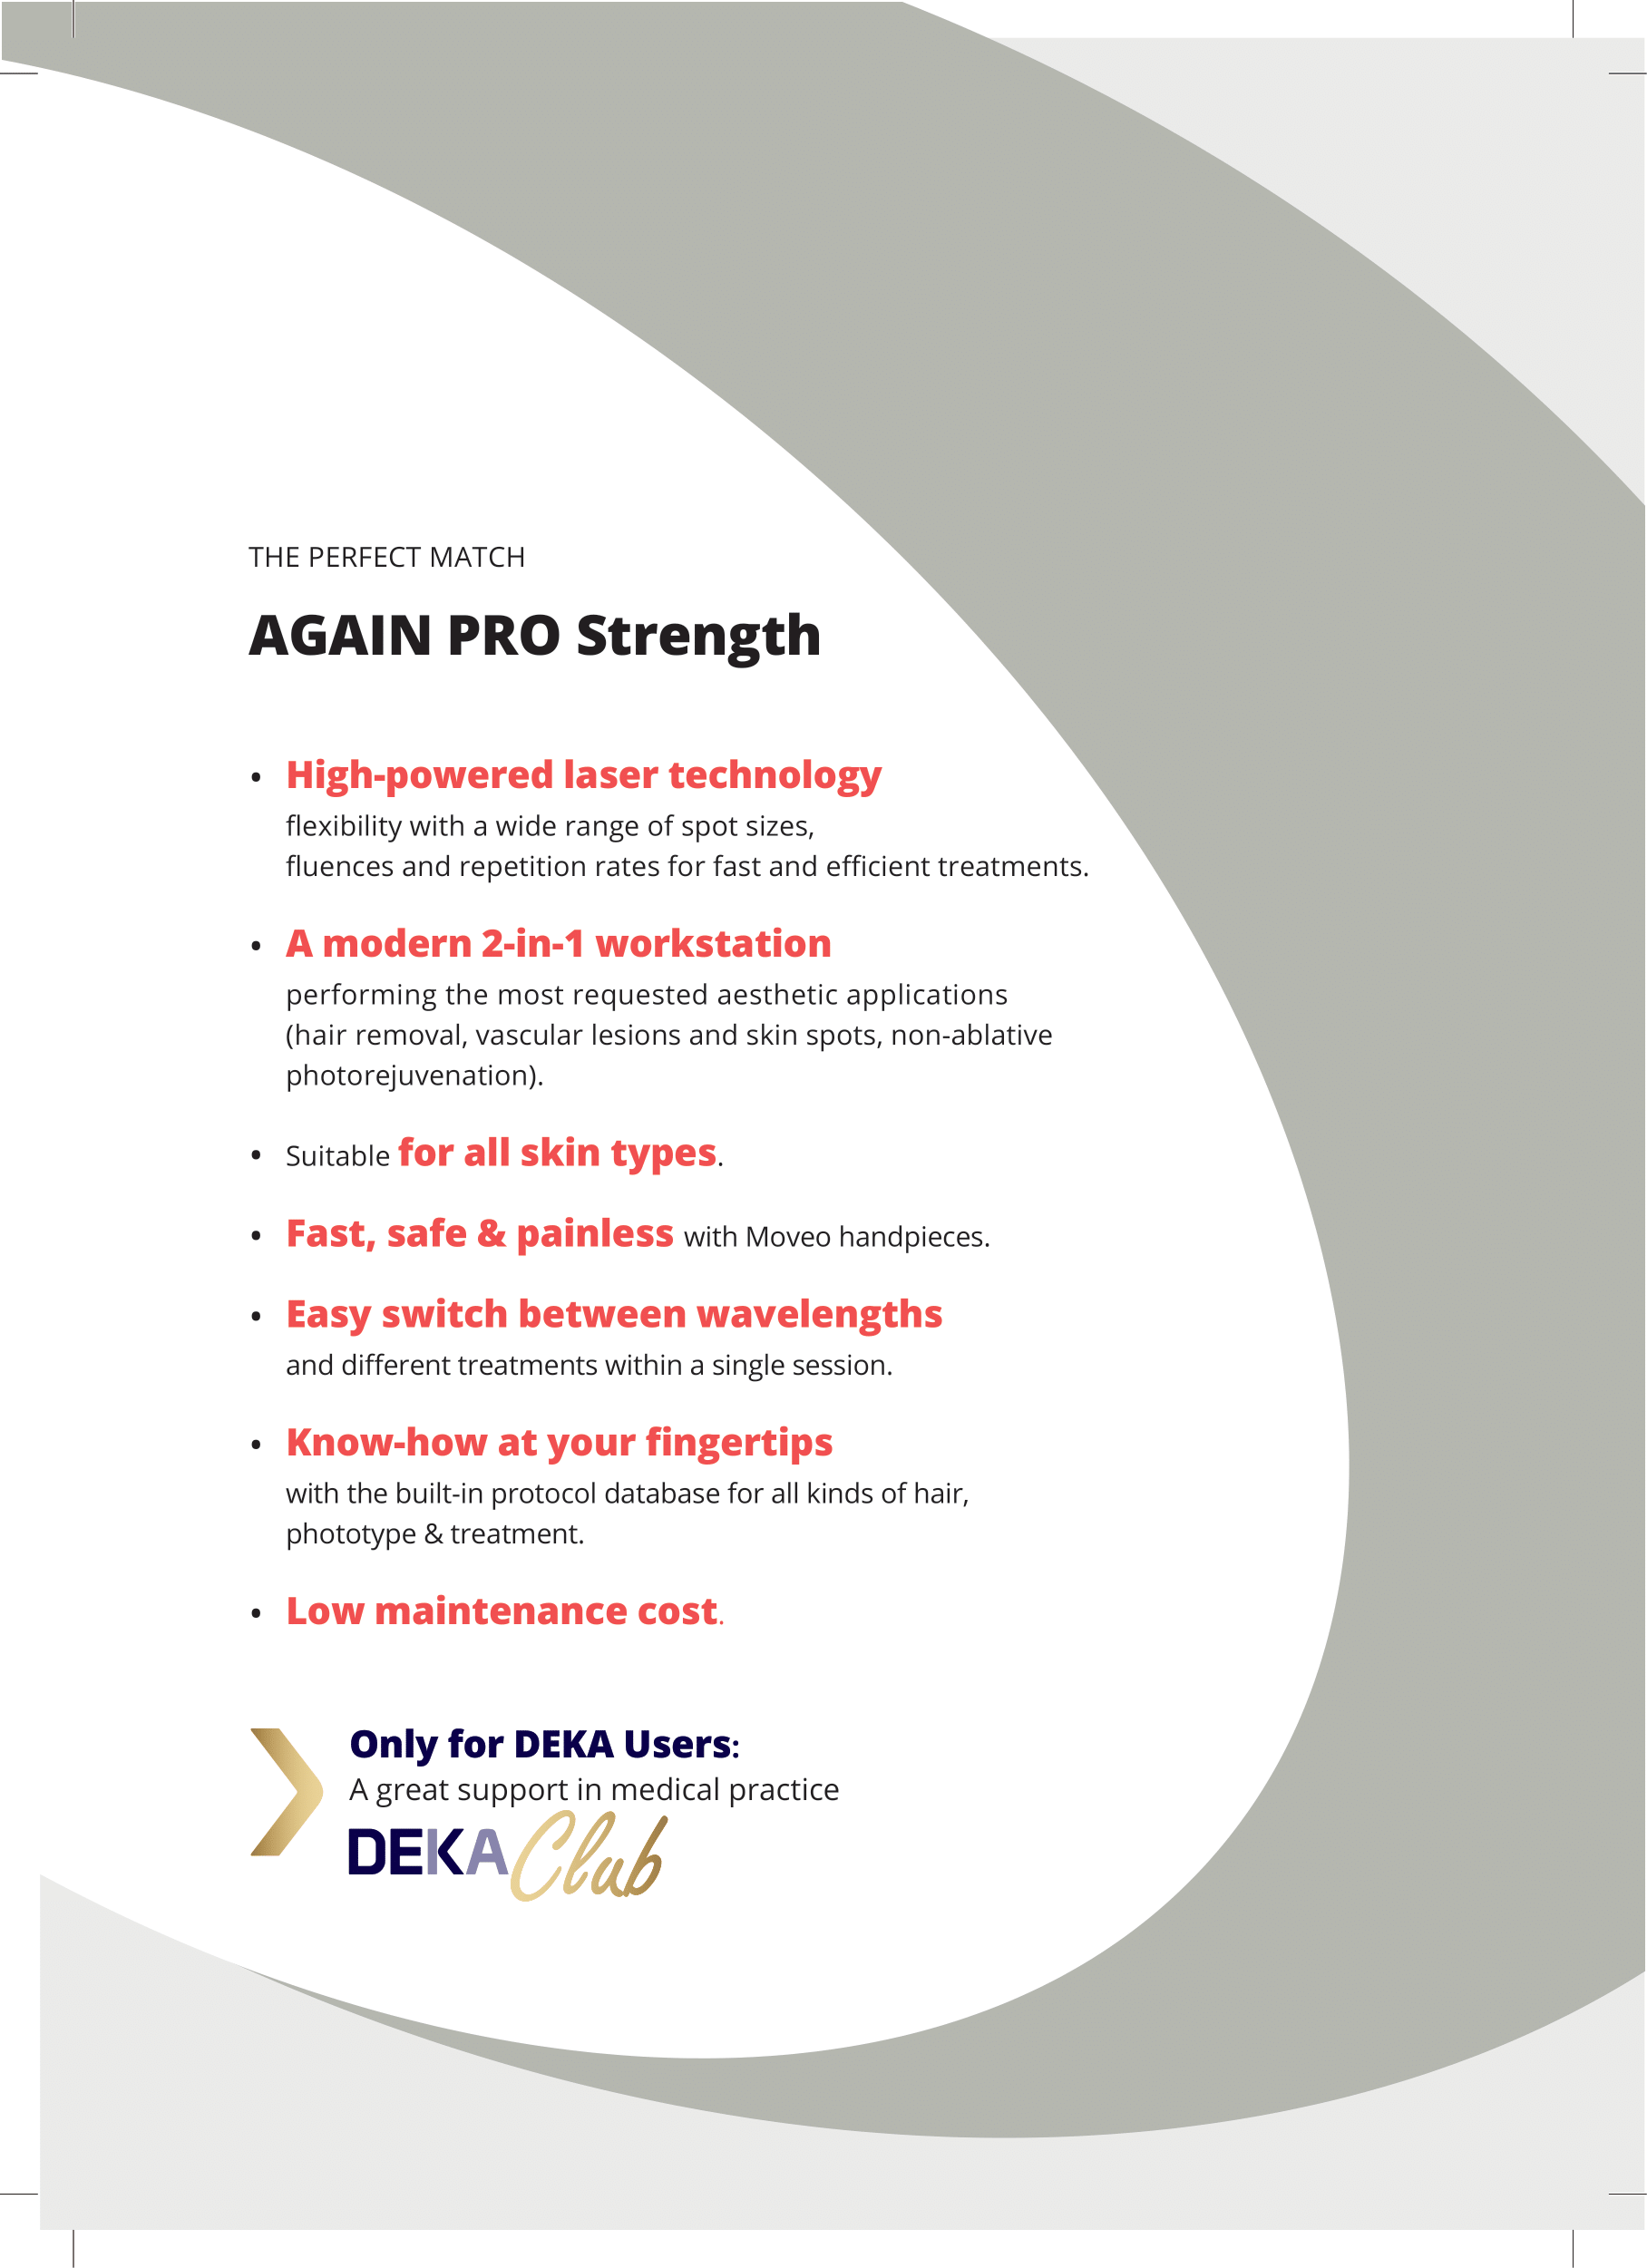 THE PERFECT MATCH
AGAIN PRO Strength
• High-powered laser technology
flexibility with a wide range of spot sizes,
fluences and repetition rates for fast and efficient treatments.
• A modern 2-in-1 workstation
performing the most requested aesthetic applications
(hair removal, vascular lesions and skin spots, non-ablative
photorejuvenation).
• Suitable for all skin types.
• Fast, safe & painless with Moveo handpieces.
• Easy switch between wavelengths
and different treatments within a single session.
• Know-how at your fingertips
with the built-in protocol database for all kinds of hair,
phototype & treatment.
• Low maintenance cost.
Only for DEKA Users:
A great support in medical practice
DEKA Club